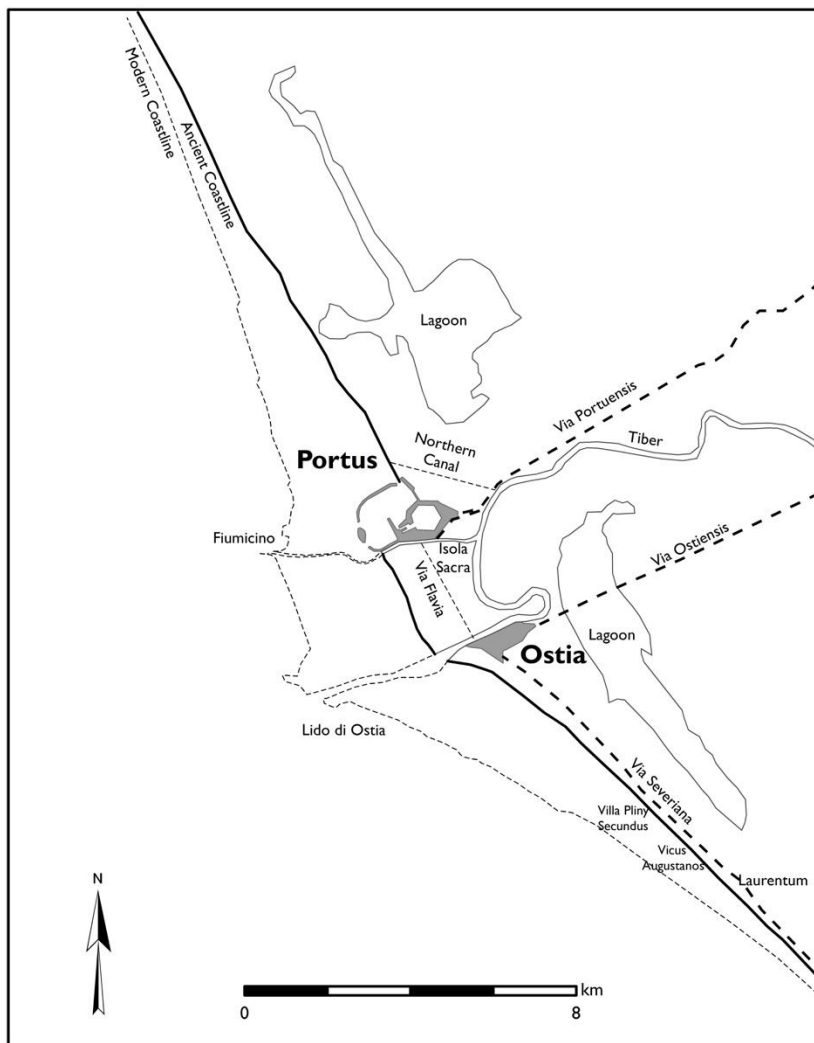 Modern Coastline
Ancient Coastline
Lagoon
Via Portuensis
Tiber
Northern
Canal
Portus
Fiumicino
Isola
Sacra
Via Flavia
Via Ostiensis
Lagoon
Ostia
Lido di Ostia
Via Severiana
Villa Pliny
Secundus
Vicus
Augustanos
Laurentum
N
km
0
8